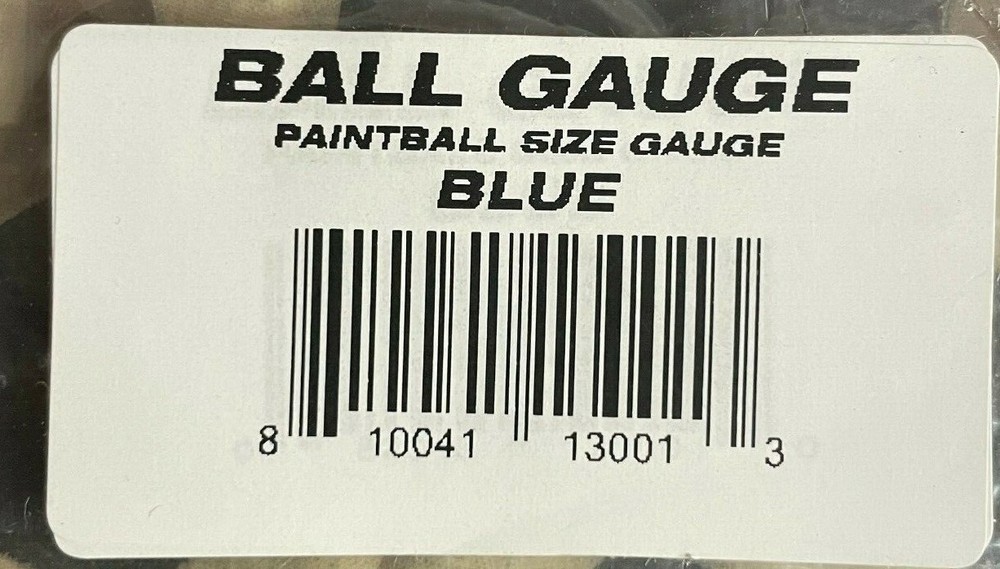 BALL GAUGE
PAINTBALL SIZE GAUGE
BLUE
8 10041 13001 3